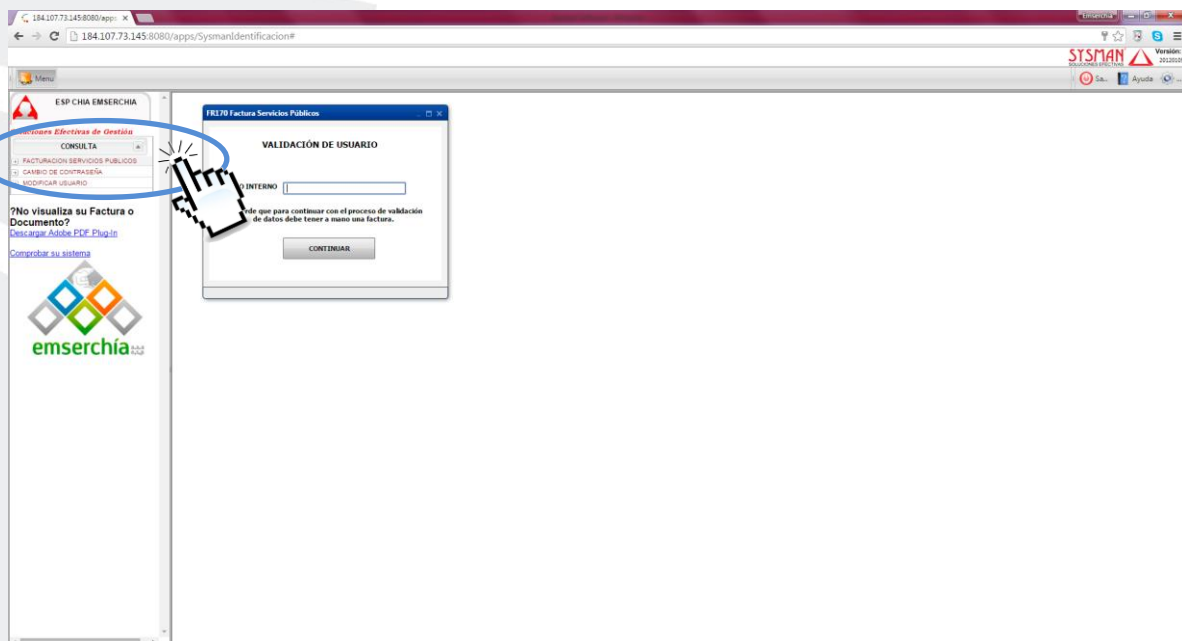 184.107.73.145:8080/app:
Emserchia
184.107.73.145:8080/apps/SysmanIdentificacion#
SYSMAN
SOLUCIONES EFECTIVAS
Versión:
Menu
Sa..
Ayuda
ESP CHIA EMSERCHIA
Efectivas de Gestión
CONSULTA
FACTURACION SERVICIOS PUBLICOS
CAMBIO DE CONTRASEÑA
MODIFICAR USUARIO
?No visualiza su Factura o
Documento?
Descargar Adobe PDF Plug-in
Comprobar su sistema
emserchía
FR170 Factura Servicios Públicos
VALIDACIÓN DE USUARIO
INTERNO
que para continuar con el proceso de validación
de datos debe tener a mano una factura.
CONTINUAR